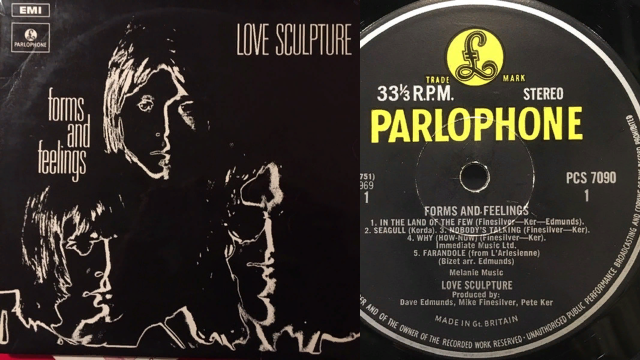 EMI
PARLOPHONE
LOVE SCULPTURE
forms
and
feelings
TRADE MARK
33⅓ R.P.M. STEREO
PARLOPHONE
751)
969
1
PCS 7090
1
FORMS AND FEELINGS
1. IN THE LAND OF THE FEW (Finesilver—Ker—Edmunds).
2. SEAGULL (Korda). 3. NOBODY'S TALKING (Finesilver—Ker).
4. WHY (HOW-NOW) (Finesilver—Ker).
Immediate Music Ltd.
5. FARANDOLE (from L'Arlesienne)
(Bizet arr. Edmunds)
Melanie Music
LOVE SCULPTURE
Produced by:
Dave Edmunds, Mike Finesilver, Pete Ker
MADE IN Gt. BRITAIN
ER AND OF THE OWNER OF THE RECORDED WORK RESERVED · UNAUTHORISED PUBLIC PERFORMANCE BROADCASTING